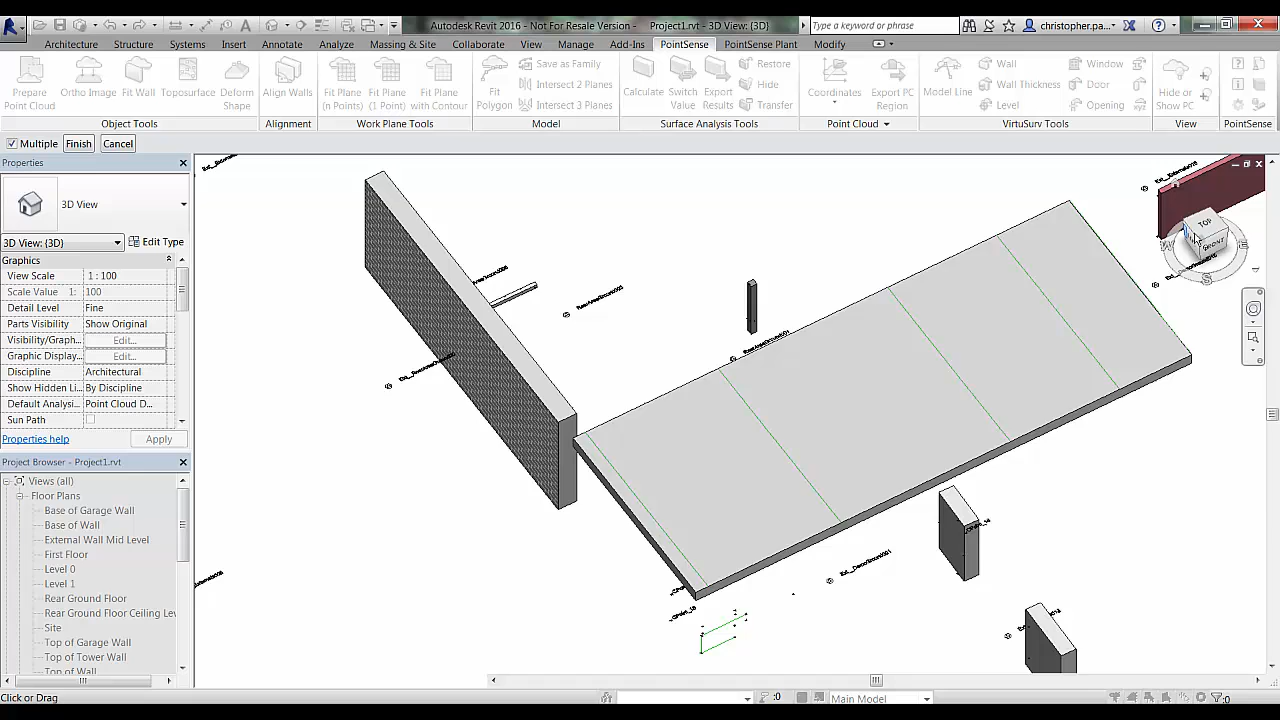 Autodesk Revit 2016 - Not For Resale Version - Project1.rvt - 3D View: {3D}
Type a keyword or phrase
christopher.pa...
Architecture Structure Systems Insert Annotate Analyze Massing & Site Collaborate View Manage Add-Ins PointSense PointSense Plant Modify
Prepare Point Cloud
Ortho Image
Fit Wall
Toposurface
Deform Shape
Align Walls
Fit Plane (n Points)
Fit Plane (1 Point)
Fit Plane with Contour
Fit Polygon
Save as Family
Intersect 2 Planes
Intersect 3 Planes
Calculate
Switch Value
Export Results
Restore
Hide
Transfer
Coordinates
Export PC Region
Model Line
Wall
Wall Thickness
Level
Window
Door
Opening
Hide or Show PC
Object Tools Alignment Work Plane Tools Model Surface Analysis Tools Point Cloud VirtuSurv Tools View PointSense
Multiple Finish Cancel
Properties
3D View
3D View: {3D} Edit Type
Graphics
View Scale 1 : 100
Scale Value 1: 100
Detail Level Fine
Parts Visibility Show Original
Visibility/Graph... Edit...
Graphic Display... Edit...
Discipline Architectural
Show Hidden Li... By Discipline
Default Analysi... Point Cloud D...
Sun Path
Properties help Apply
Project Browser - Project1.rvt
Views (all)
Floor Plans
Base of Garage Wall
Base of Wall
External Wall Mid Level
First Floor
Level 0
Level 1
Rear Ground Floor
Rear Ground Floor Ceiling Lev
Site
Top of Garage Wall
Top of Tower Wall
Top of Wall
TOP
FRONT
W
S
E
Click or Drag
:0
Main Model
:0